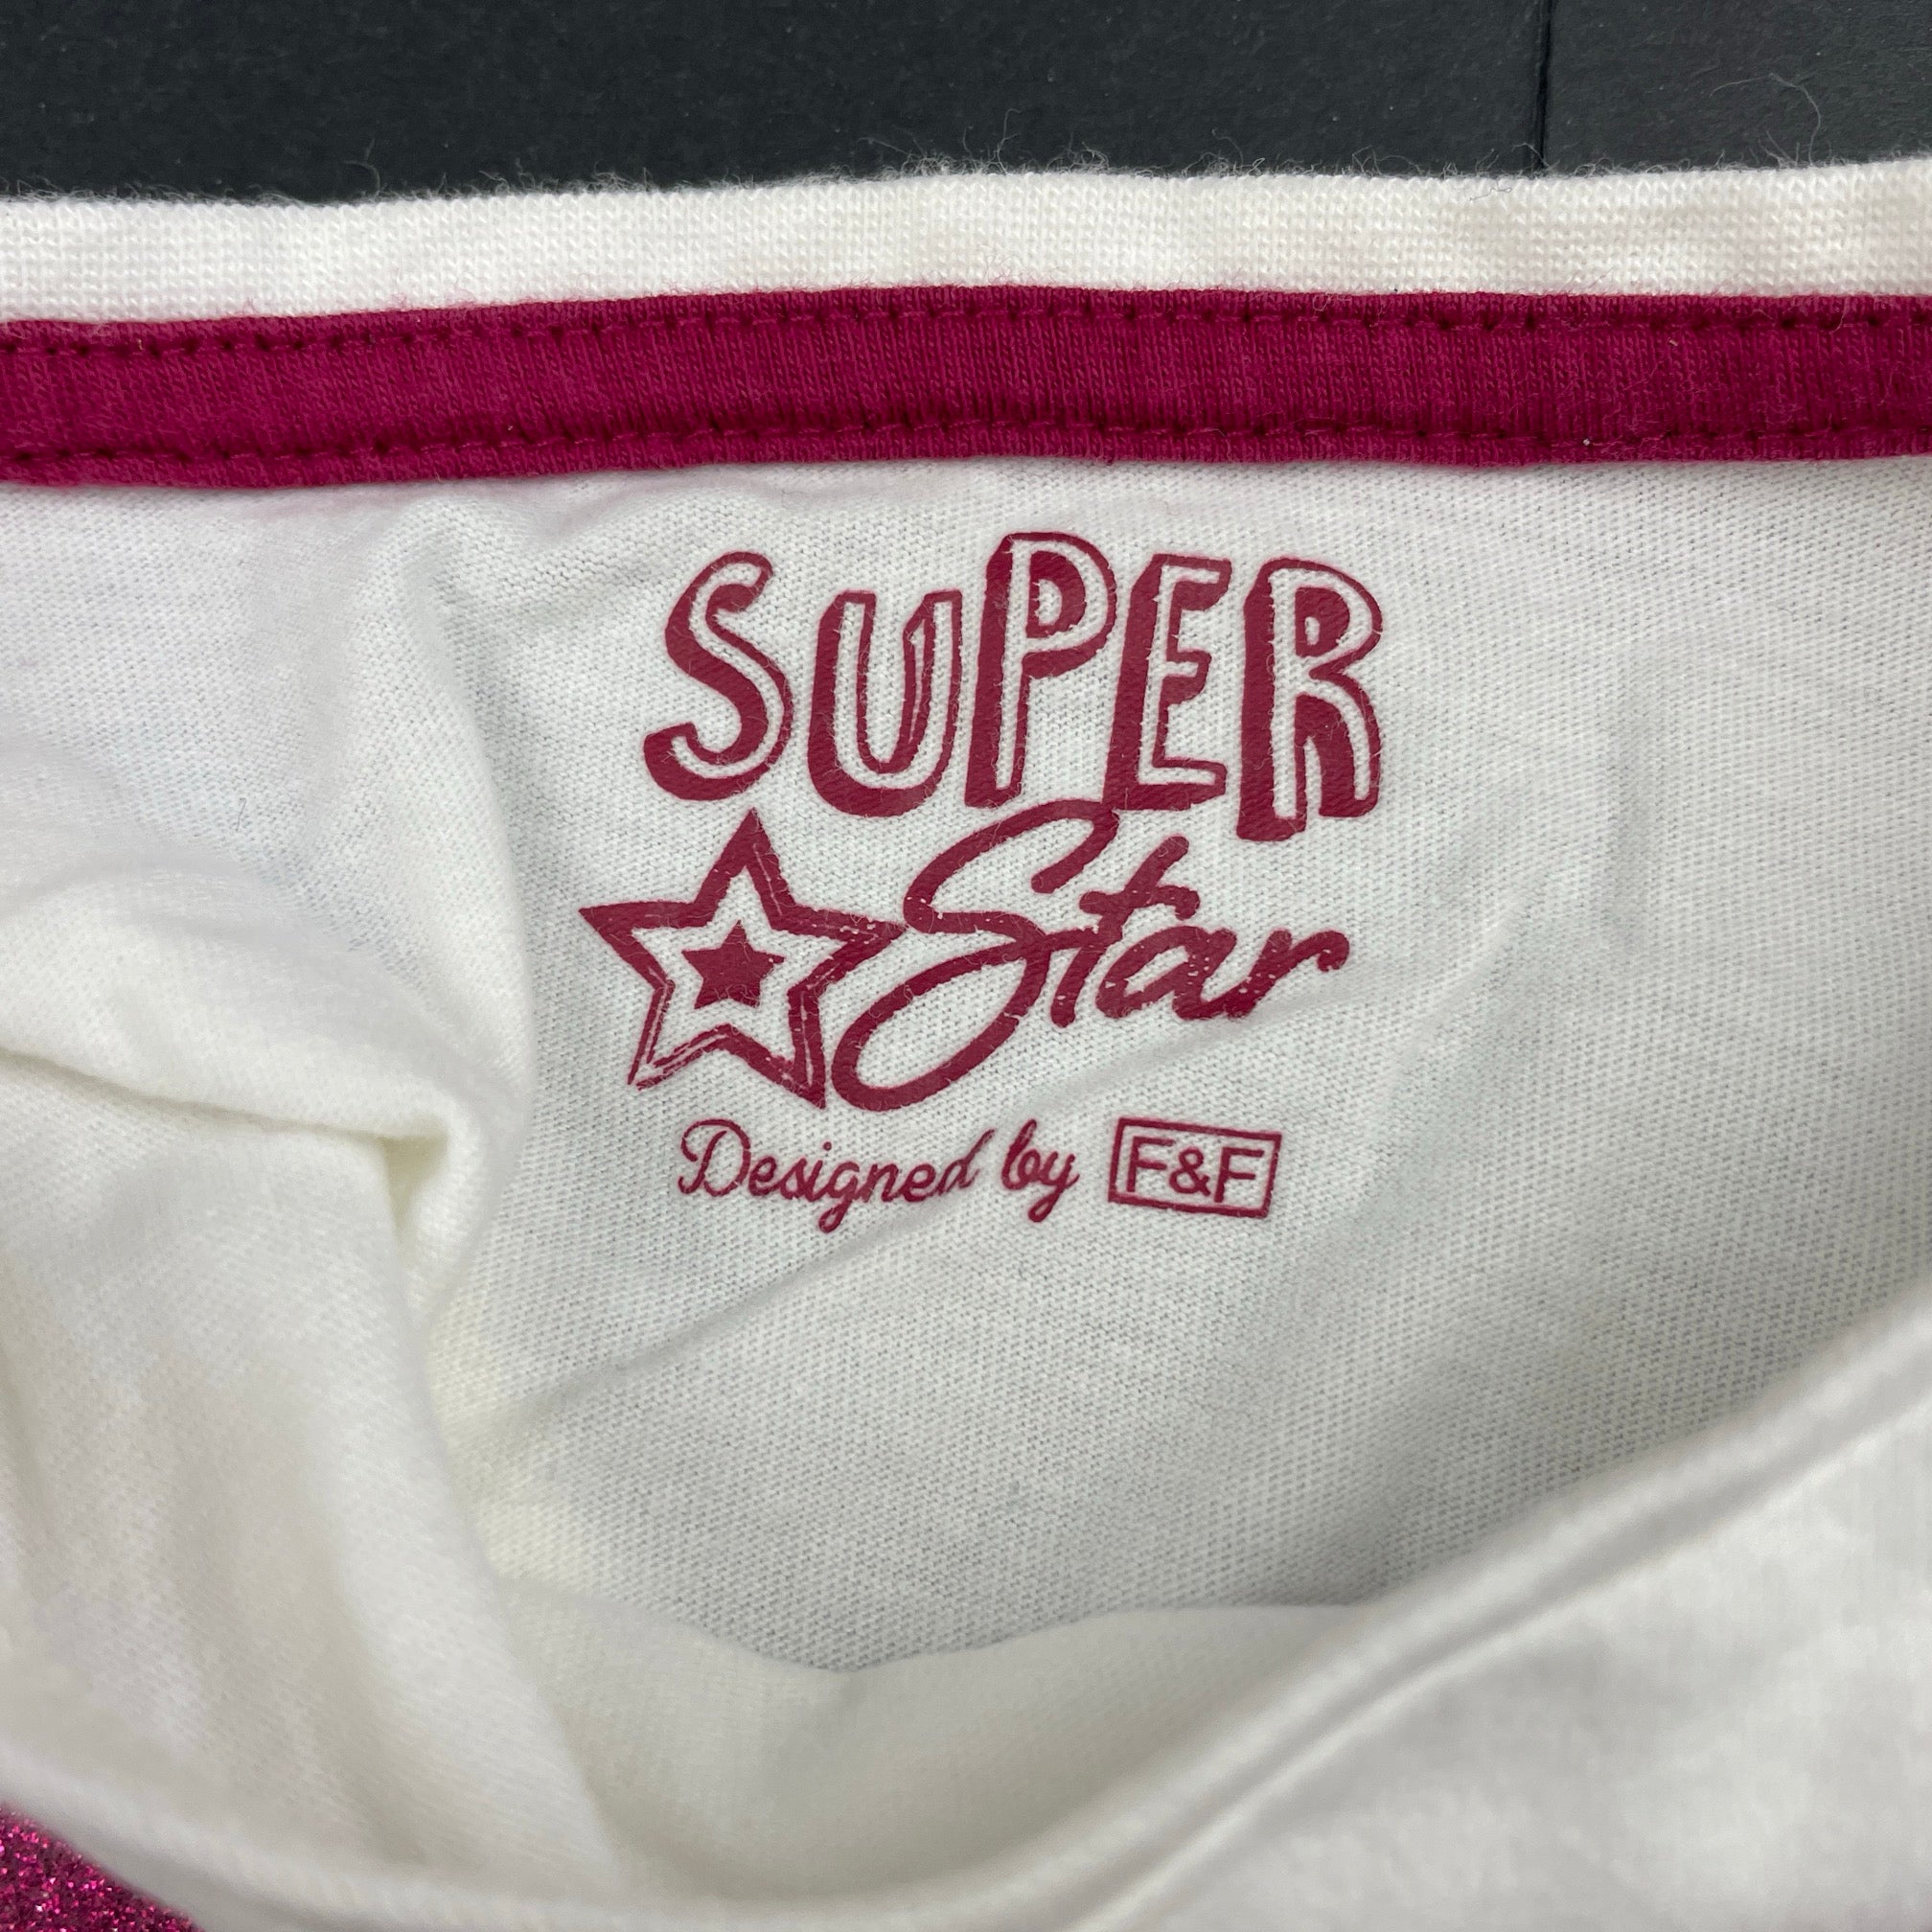 SUPER
Star
Designed by F&F